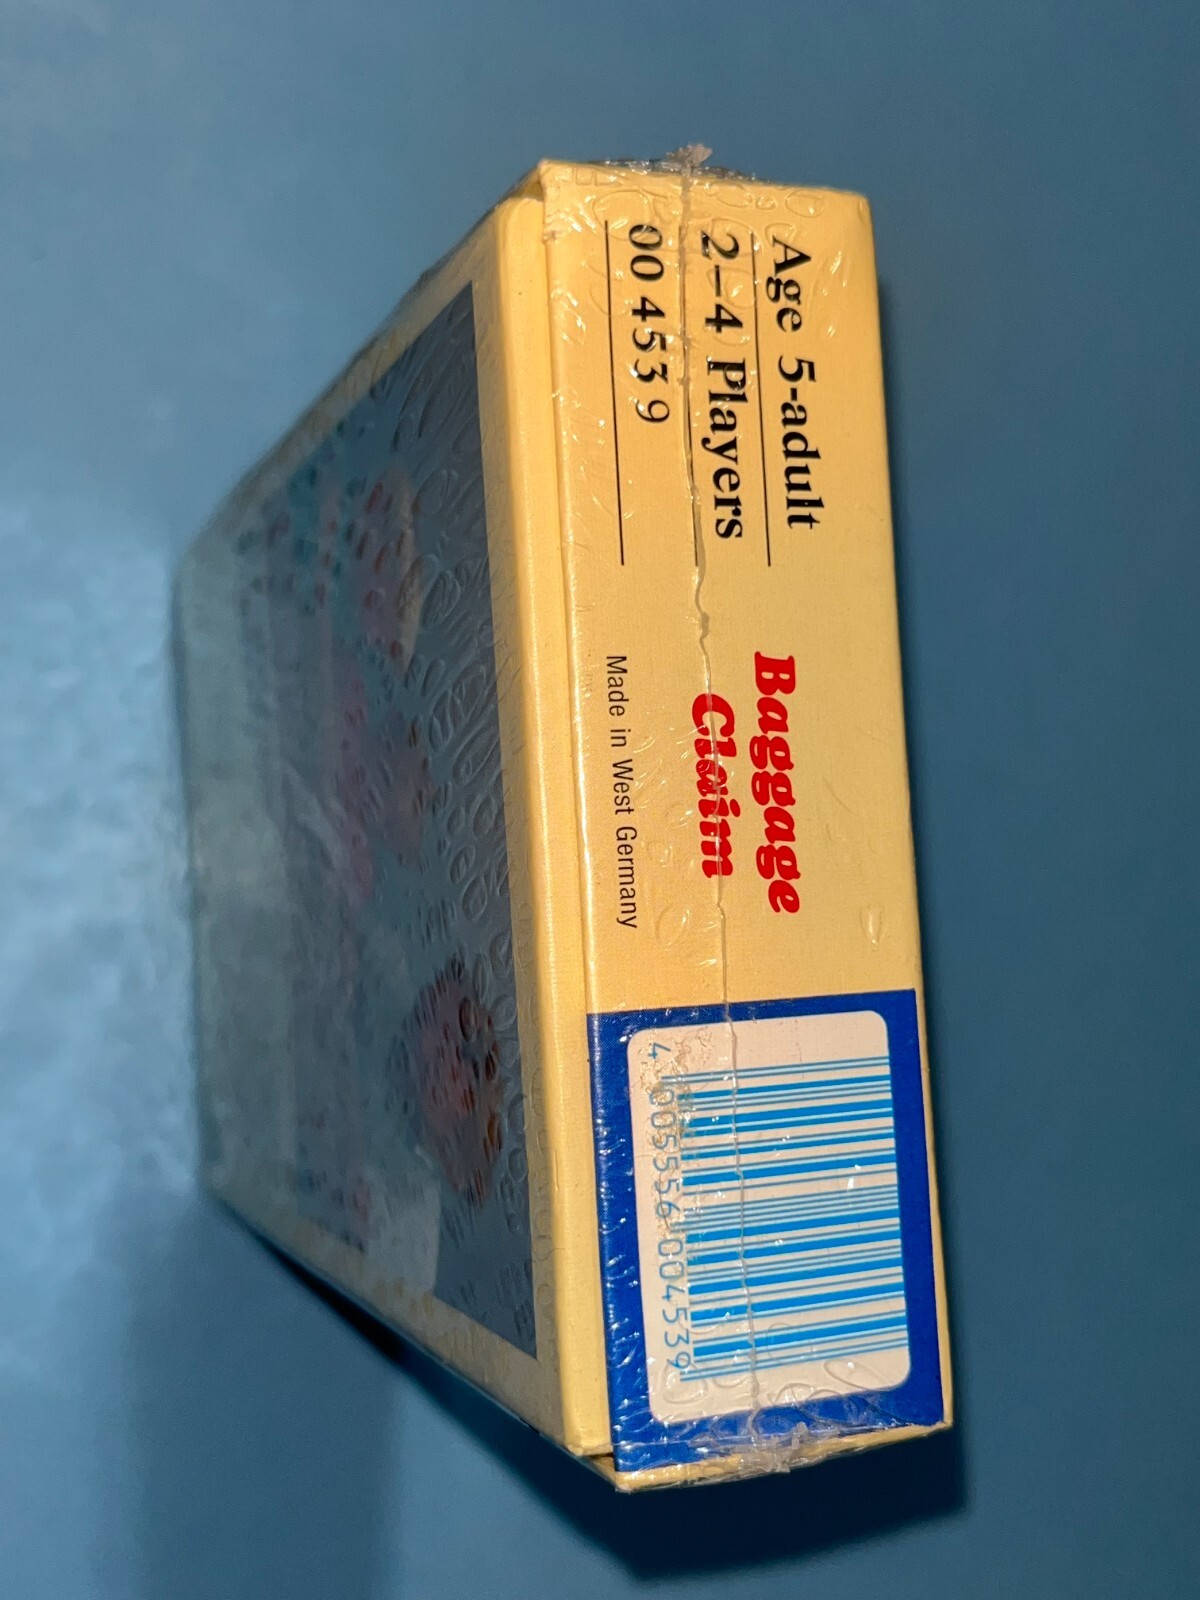 Age 5-adult
2–4 Players
00 453 9
Baggage
Claim
Made in West Germany
4 005556 004539